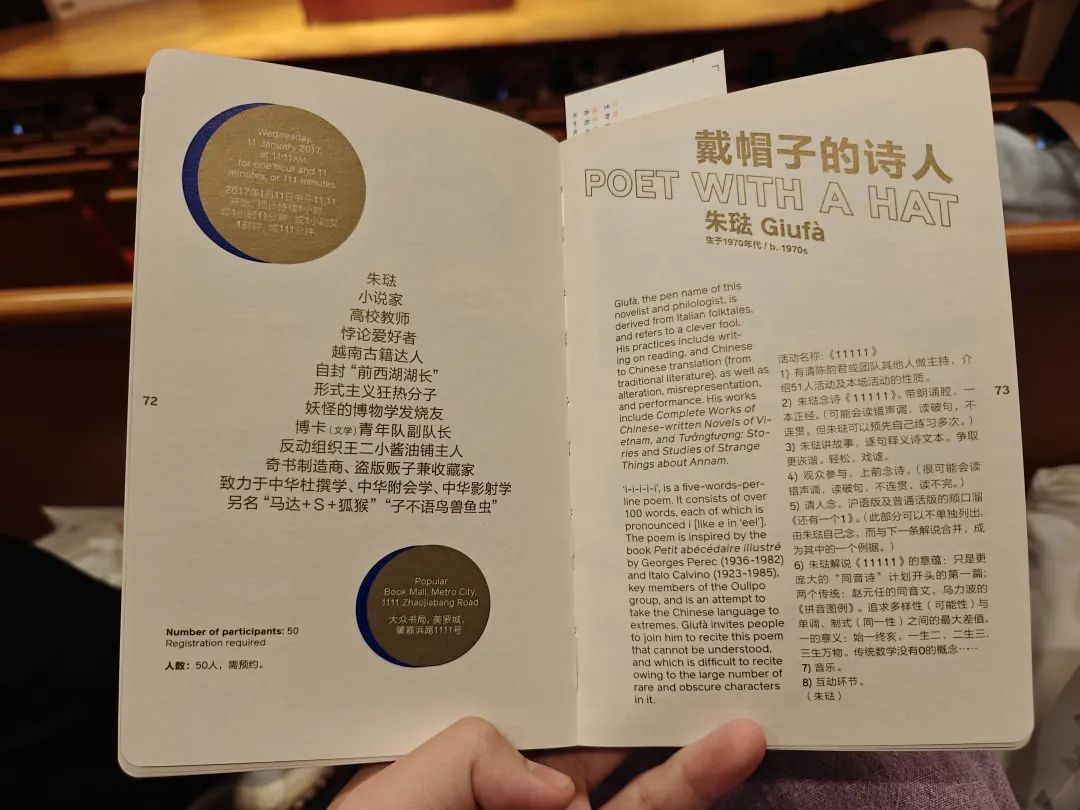 Wednesday,
11 January 2017,
at 11:11AM,
for one hour and 11
minutes, or 111 minutes
2017年1月11日中午11:11
开始，预计持续1小时，
或1小时11分钟，或1小时又
1刻钟，或111分钟。
朱琺
小说家
高校教师
悖论爱好者
越南古籍达人
自封“前西湖湖长”
形式主义狂热分子
妖怪的博物学发烧友
博卡（文学）青年队副队长
反动组织王二小酱油铺主人
奇书制造商、盗版贩子兼收藏家
致力于中华杜撰学、中华附会学、中华影射学
另名“马达+S+狐猴”“子不语鸟兽鱼虫”
72
Popular
Book Mall, Metro City,
1111 Zhaojiabang Road
大众书局，美罗城，
肇嘉浜路1111号
Number of participants: 50
Registration required
人数：50人，需预约。
戴帽子的诗人
POET WITH A HAT
朱琺 Giufà
生于1970年代 / b. 1970s
Giufà, the pen name of this
novelist and philologist, is
derived from Italian folktales,
and refers to a clever fool.
His practices include writ-
ing on reading, and Chinese
to Chinese translation (from
traditional literature), as well as
alteration, misrepresentation,
and performance. His works
include Complete Works of
Chinese-written Novels of Vi-
etnam, and Tưởngtượng: Sto-
ries and Studies of Strange
Things about Annam.
‘i-i-i-i-i’, is a five-words-per-
line poem. It consists of over
100 words, each of which is
pronounced i [like e in ‘eel’].
The poem is inspired by the
book Petit abécédaire illustré
by Georges Perec (1936-1982)
and Italo Calvino (1923-1985),
key members of the Oulipo
group, and is an attempt to
take the Chinese language to
extremes. Giufà invites people
to join him to recite this poem
that cannot be understood,
and which is difficult to recite
owing to the large number of
rare and obscure characters
in it.
活动名称：《11111》
1）有请陈韵君或团队其他人做主持，介
绍51人活动及本场活动的性质。
2）朱琺念诗《11111》。带朗诵腔，一
本正经。（可能会读错声调，读破句，不
连贯。但朱琺可以预先自己练习多次。）
3）朱琺讲故事，逐句释义诗文本。争取
更诙谐。轻松，戏谑。
4）观众参与，上前念诗。（很可能会读
错声调，读破句，不连贯，读不完。）
5）请人念，沪语版及普通话版的顺口溜
《还有一个1》。（此部分可以不单独列出，
由朱琺自己念，而与下一条解说合并，成
为其中的一个例据。）
6）朱琺解说《11111》的意蕴：只是更
庞大的“同音诗”计划开头的第一篇；
两个传统：赵元任的同音文，乌力波的
《拼音图例》。追求多样性（可能性）与
单调、制式（同一性）之间的最大差值。
一的意义：始一终亥，一生二、二生三、
三生万物。传统数学没有0的概念……
7）音乐。
8）互动环节。
（朱琺）
73